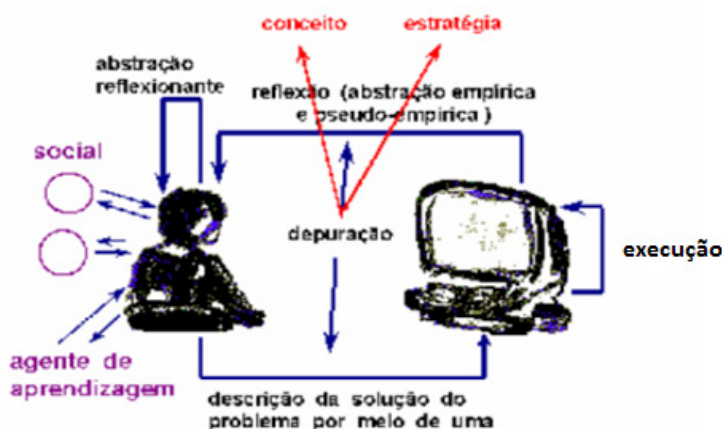 conceito estratégia
abstração
reflexionante
reflexão (abstração empírica
e pseudo-empírica )
social
depuração
execução
agente de
aprendizagem
descrição da solução do
problema por meio de uma